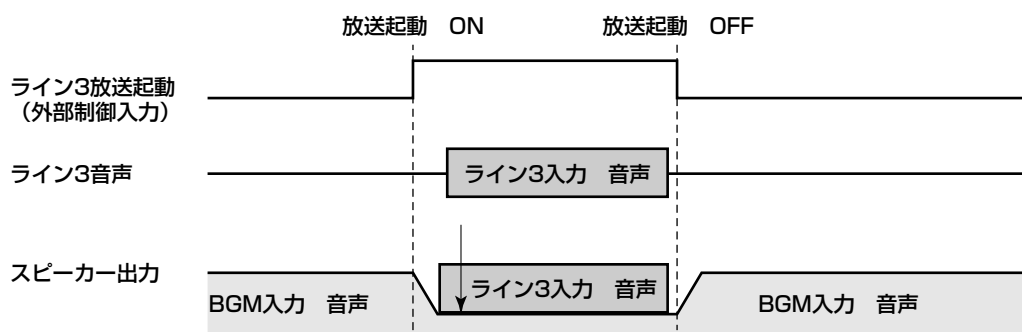 放送起動 ON
放送起動 OFF
ライン3放送起動
（外部制御入力）
ライン3音声
ライン3入力 音声
スピーカー出力
ライン3入力 音声
BGM入力 音声
BGM入力 音声